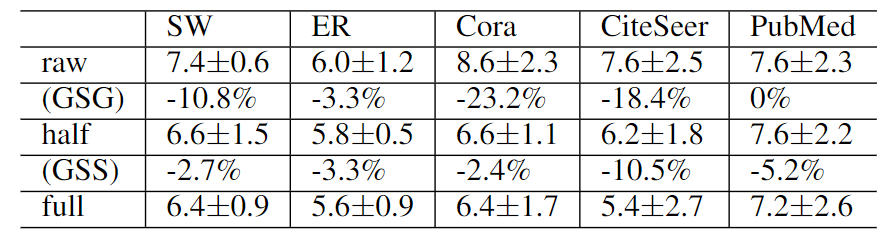 SW ER Cora CiteSeer PubMed
raw 7.4±0.6 6.0±1.2 8.6±2.3 7.6±2.5 7.6±2.3
(GSG) -10.8% -3.3% -23.2% -18.4% 0%
half 6.6±1.5 5.8±0.5 6.6±1.1 6.2±1.8 7.6±2.2
(GSS) -2.7% -3.3% -2.4% -10.5% -5.2%
full 6.4±0.9 5.6±0.9 6.4±1.7 5.4±2.7 7.2±2.6